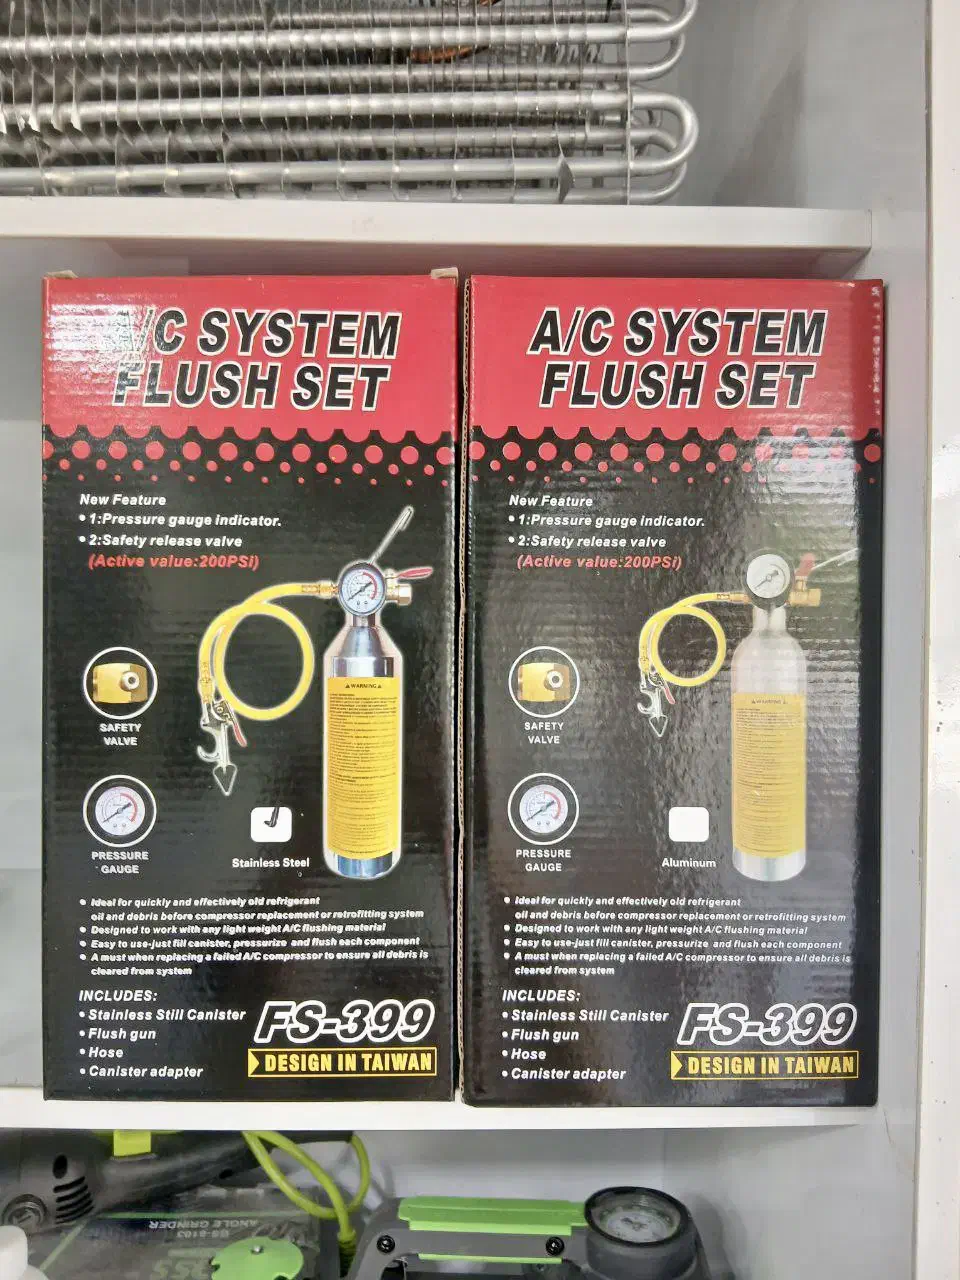 A/C SYSTEM
FLUSH SET
New Feature
• 1:Pressure gauge indicator.
• 2:Safety release valve
(Active value:200PSi)
⚠ WARNING ⚠
SAFETY
VALVE
PRESSURE
GAUGE
Stainless Steel
• Ideal for quickly and effectively old refrigerant
oil and debris before compressor replacement or retrofitting system
• Designed to work with any light weight A/C flushing material
• Easy to use-just fill canister, pressurize and flush each component
• A must when replacing a failed A/C compressor to ensure all debris is
cleared from system
INCLUDES:
• Stainless Still Canister
• Flush gun
• Hose
• Canister adapter
FS-399
DESIGN IN TAIWAN
A/C SYSTEM
FLUSH SET
New Feature
• 1:Pressure gauge indicator.
• 2:Safety release valve
(Active value:200PSi)
⚠ WARNING ⚠
SAFETY
VALVE
PRESSURE
GAUGE
Aluminum
• Ideal for quickly and effectively old refrigerant
oil and debris before compressor replacement or retrofitting system
• Designed to work with any light weight A/C flushing material
• Easy to use-just fill canister, pressurize and flush each component
• A must when replacing a failed A/C compressor to ensure all debris is
cleared from system
INCLUDES:
• Stainless Still Canister
• Flush gun
• Hose
• Canister adapter
FS-399
DESIGN IN TAIWAN
ANGLE GRINDER